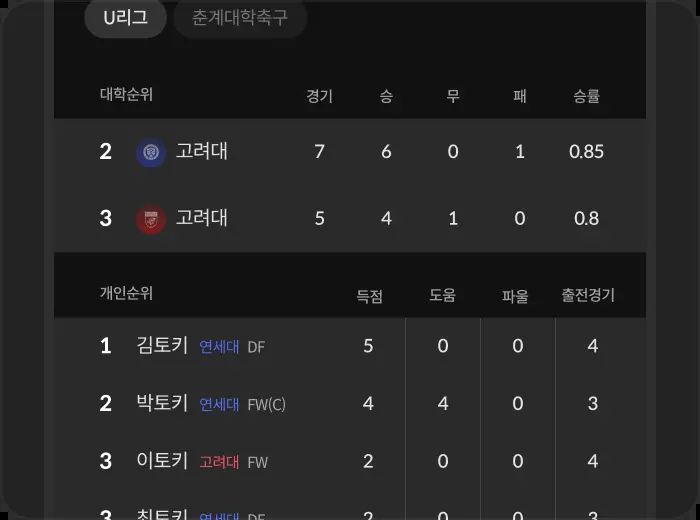 U리그 춘계대학축구
대학순위 경기 승 무 패 승률
2 고려대 7 6 0 1 0.85
3 고려대 5 4 1 0 0.8
개인순위 득점 도움 파울 출전경기
1 김토키 연세대 DF 5 0 0 4
2 박토키 연세대 FW(C) 4 4 0 3
3 이토키 고려대 FW 2 0 0 4
3 최토키 연세대 DF 2 0 0 3